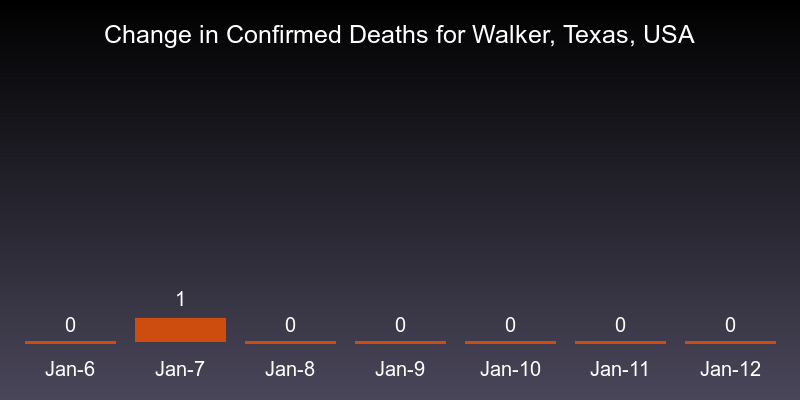 Change in Confirmed Deaths for Walker, Texas, USA
1
0 0 0 0 0 0
Jan-6 Jan-7 Jan-8 Jan-9 Jan-10 Jan-11 Jan-12